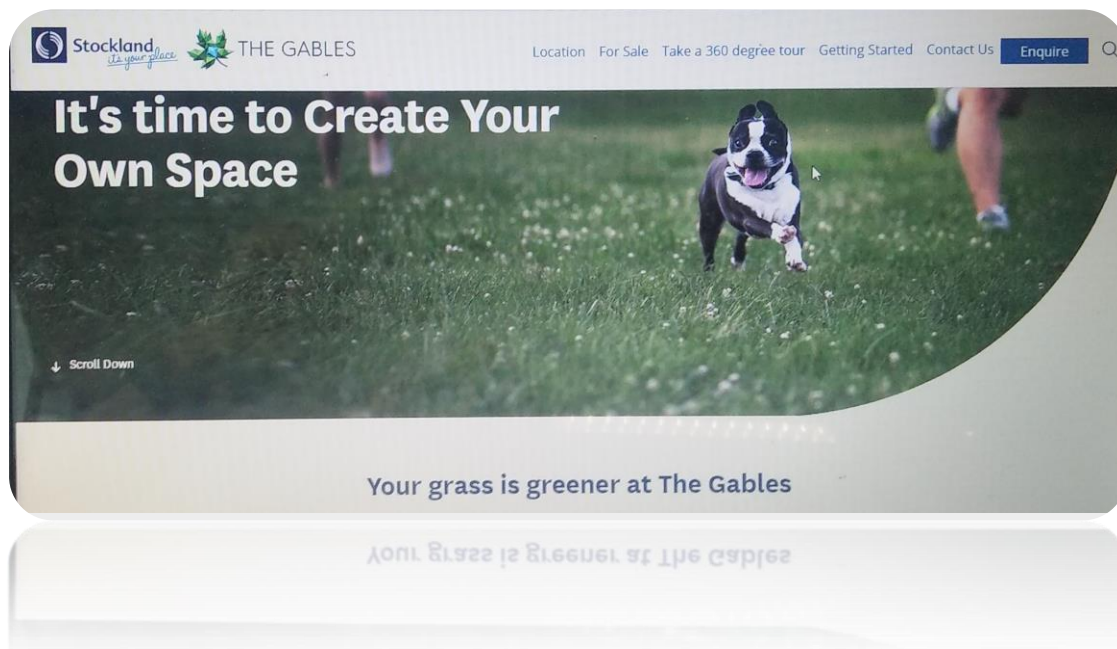 Stockland
it's your place
THE GABLES
Location For Sale Take a 360 degree tour Getting Started Contact Us Enquire
It's time to Create Your
Own Space
Scroll Down
Your grass is greener at The Gables
Your grass is greener at The Gables